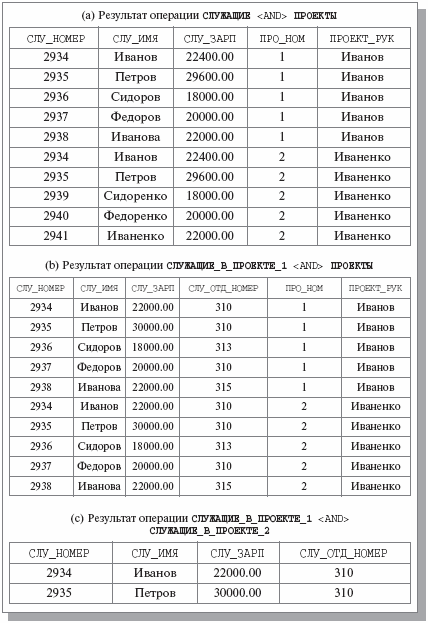 (a) Результат операции СЛУЖАЩИЕ <AND> ПРОЕКТЫ
СЛУ_НОМЕР СЛУ_ИМЯ СЛУ_ЗАРП ПРО_НОМ ПРОЕКТ_РУК
2934 Иванов 22400.00 1 Иванов
2935 Петров 29600.00 1 Иванов
2936 Сидоров 18000.00 1 Иванов
2937 Федоров 20000.00 1 Иванов
2938 Иванова 22000.00 1 Иванов
2934 Иванов 22400.00 2 Иваненко
2935 Петров 29600.00 2 Иваненко
2939 Сидоренко 18000.00 2 Иваненко
2940 Федоренко 20000.00 2 Иваненко
2941 Иваненко 22000.00 2 Иваненко
(b) Результат операции СЛУЖАЩИЕ_В_ПРОЕКТЕ_1 <AND> ПРОЕКТЫ
СЛУ_НОМЕР СЛУ_ИМЯ СЛУ_ЗАРП СЛУ_ОТД_НОМЕР ПРО_НОМ ПРОЕКТ_РУК
2934 Иванов 22000.00 310 1 Иванов
2935 Петров 30000.00 310 1 Иванов
2936 Сидоров 18000.00 313 1 Иванов
2937 Федоров 20000.00 310 1 Иванов
2938 Иванова 22000.00 315 1 Иванов
2934 Иванов 22000.00 310 2 Иваненко
2935 Петров 30000.00 310 2 Иваненко
2936 Сидоров 18000.00 313 2 Иваненко
2937 Федоров 20000.00 310 2 Иваненко
2938 Иванова 22000.00 315 2 Иваненко
(c) Результат операции СЛУЖАЩИЕ_В_ПРОЕКТЕ_1 <AND>
СЛУЖАЩИЕ_В_ПРОЕКТЕ_2
СЛУ_НОМЕР СЛУ_ИМЯ СЛУ_ЗАРП СЛУ_ОТД_НОМЕР
2934 Иванов 22000.00 310
2935 Петров 30000.00 310